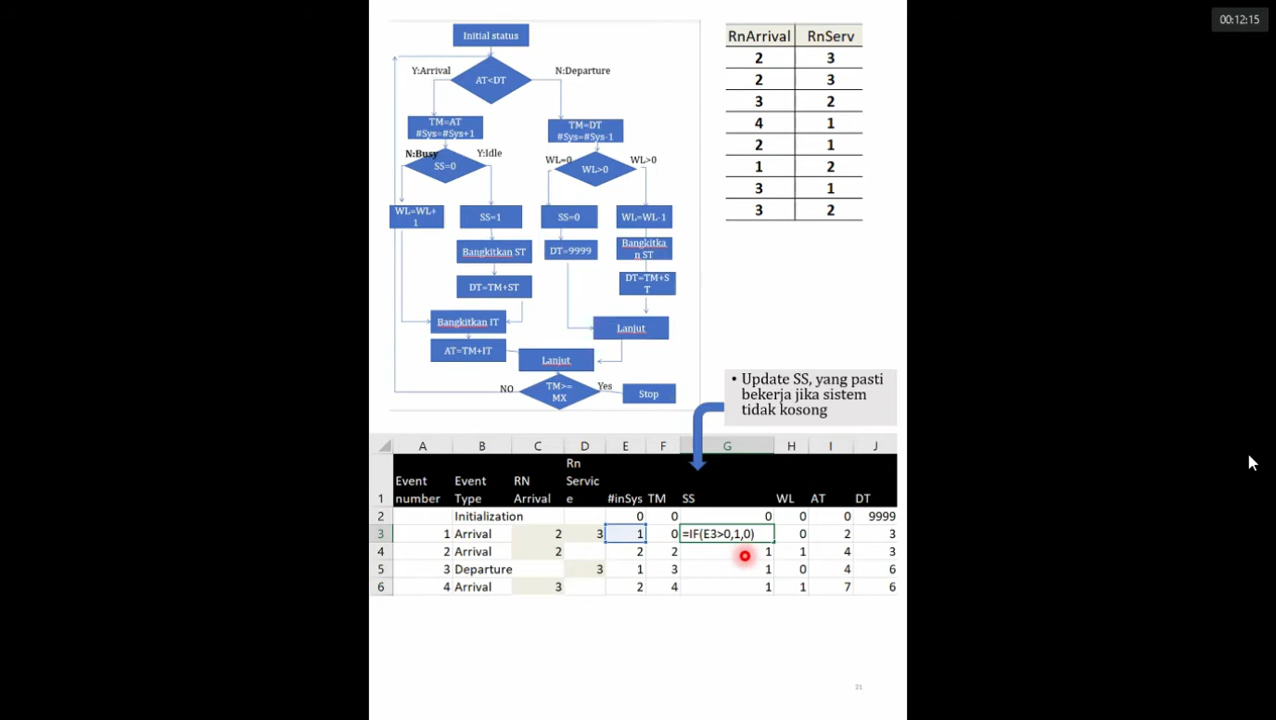 00:12:15
Initial status
Y:Arrival
N:Departure
AT<DT
TM=AT
#Sys=#Sys+1
TM=DT
#Sys=#Sys-1
N:Busy
Y:Idle
SS=0
WL=0
WL>0
WL>0
WL=WL+
1
SS=1
SS=0
WL=WL-1
Bangkitkan ST
DT=9999
Bangkitka
n ST
DT=TM+ST
DT=TM+S
T
Bangkitkan IT
Lanjut
AT=TM+IT
Lanjut
NO
TM>=
MX
Yes
Stop
RnArrival RnServ
2 3
2 3
3 2
4 1
2 1
1 2
3 1
3 2
• Update SS, yang pasti
bekerja jika sistem
tidak kosong
A B C D E F G H I J
Rn
Event Event RN Servic
1 number Type Arrival e #inSys TM SS WL AT DT
2 Initialization 0 0 0 0 0 9999
3 1 Arrival 2 3 1 0 =IF(E3>0,1,0) 0 2 3
4 2 Arrival 2 2 2 1 1 4 3
5 3 Departure 3 1 3 1 0 4 6
6 4 Arrival 3 2 4 1 1 7 6
21